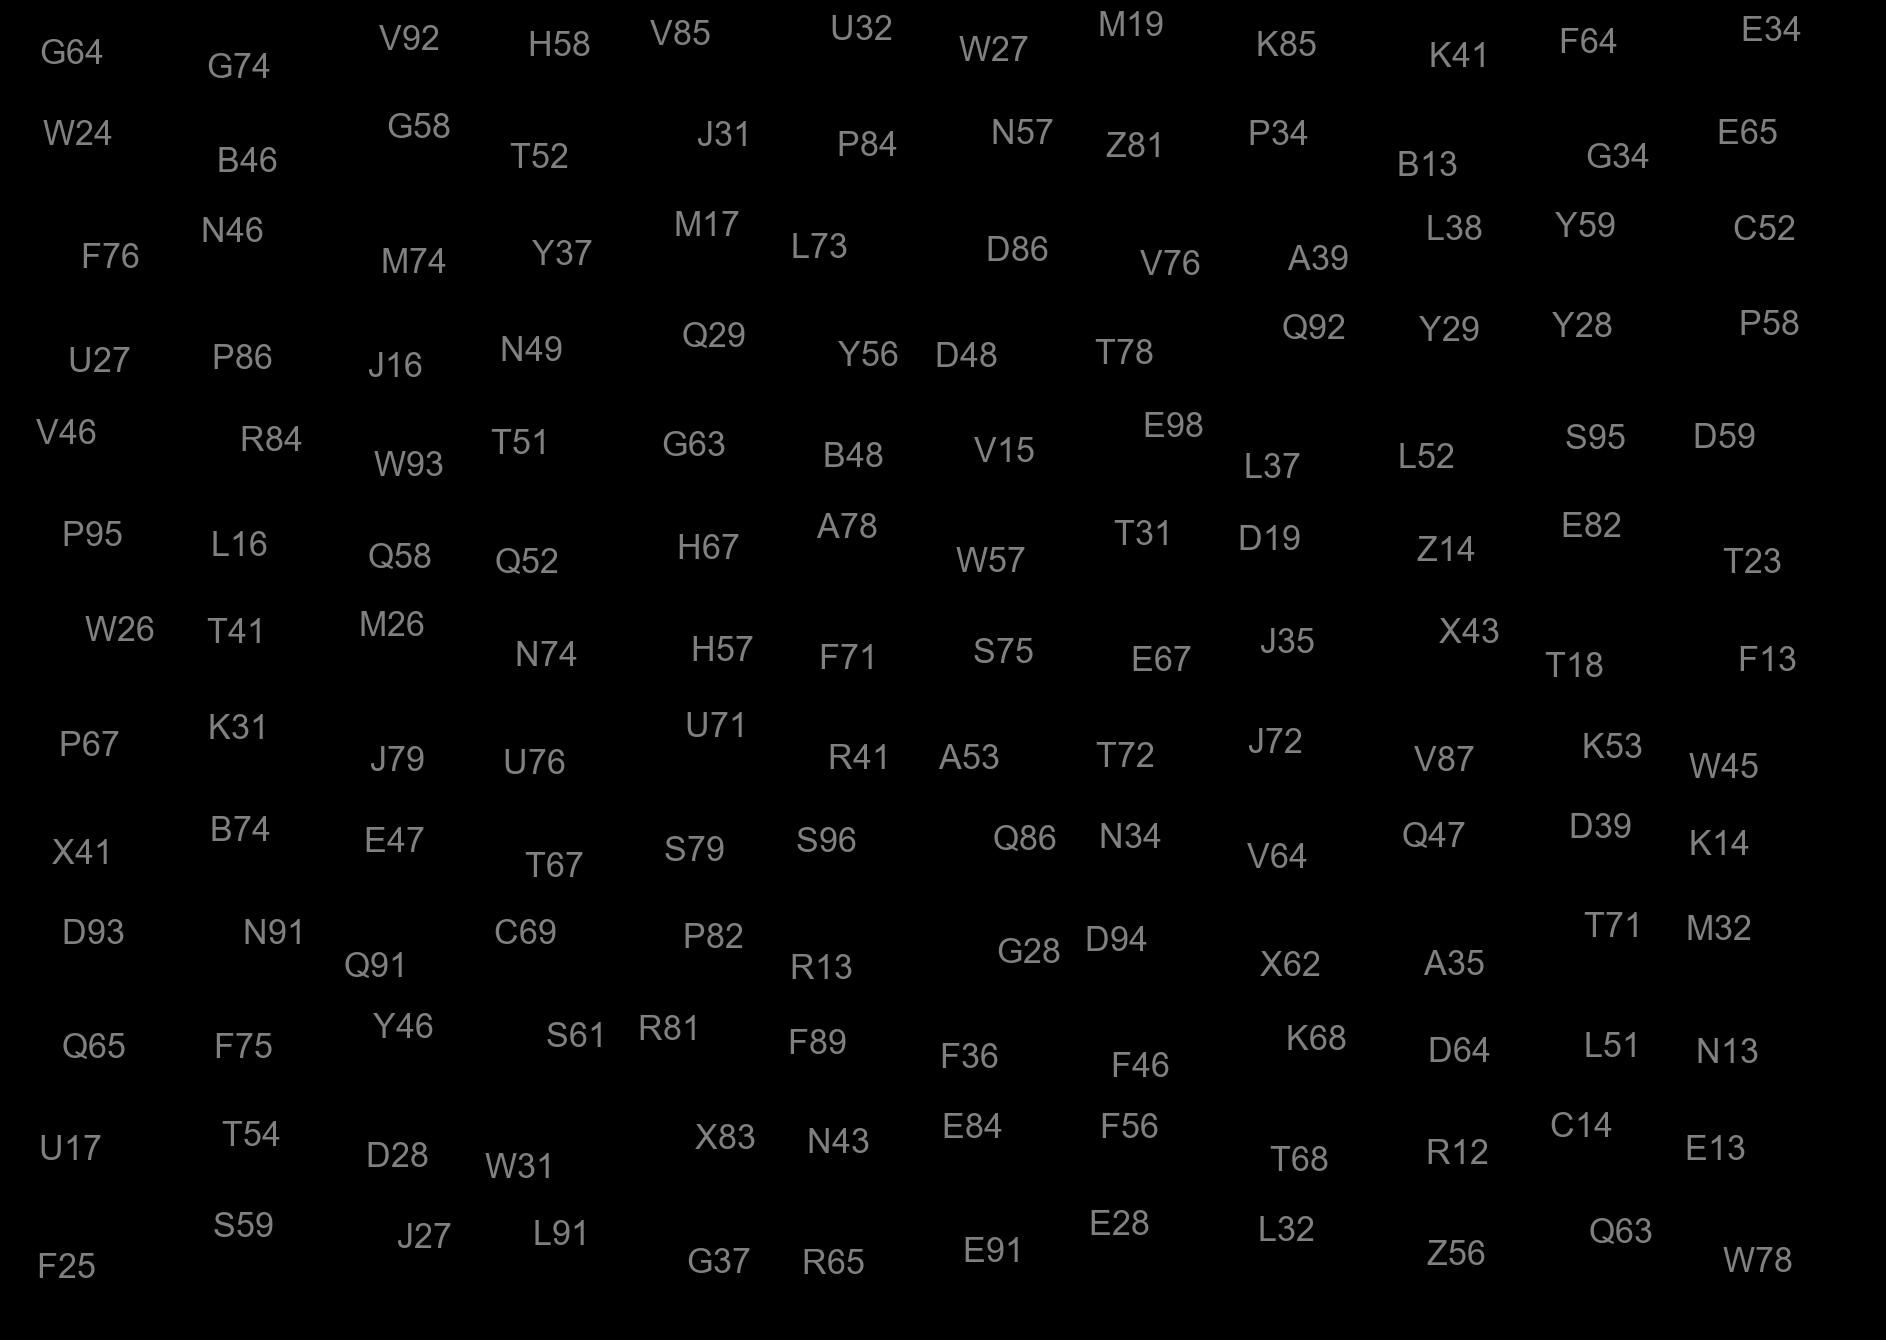 G64 G74 V92 H58 V85 U32 W27 M19 K85 K41 F64 E34
W24 B46 G58 T52 J31 P84 N57 Z81 P34 B13 G34 E65
F76 N46 M74 Y37 M17 L73 D86 V76 A39 L38 Y59 C52
U27 P86 J16 N49 Q29 Y56 D48 T78 Q92 Y29 Y28 P58
V46 R84 W93 T51 G63 B48 V15 E98 L37 L52 S95 D59
P95 L16 Q58 Q52 H67 A78 W57 T31 D19 Z14 E82 T23
W26 T41 M26 N74 H57 F71 S75 E67 J35 X43 T18 F13
P67 K31 J79 U76 U71 R41 A53 T72 J72 V87 K53 W45
X41 B74 E47 T67 S79 S96 Q86 N34 V64 Q47 D39 K14
D93 N91 Q91 C69 P82 R13 G28 D94 X62 A35 T71 M32
Q65 F75 Y46 S61 R81 F89 F36 F46 K68 D64 L51 N13
U17 T54 D28 W31 X83 N43 E84 F56 T68 R12 C14 E13
F25 S59 J27 L91 G37 R65 E91 E28 L32 Z56 Q63 W78